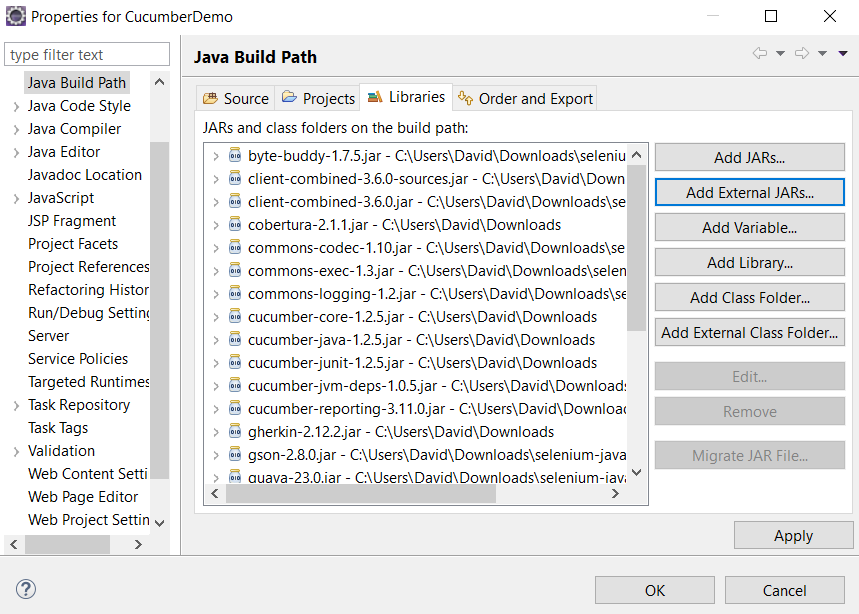 Properties for CucumberDemo
type filter text
Java Build Path
Java Code Style
Java Compiler
Java Editor
Javadoc Location
JavaScript
JSP Fragment
Project Facets
Project References
Refactoring Histor
Run/Debug Setting
Server
Service Policies
Targeted Runtimes
Task Repository
Task Tags
Validation
Web Content Setti
Web Page Editor
Web Project Settin
Java Build Path
Source Projects Libraries Order and Export
JARs and class folders on the build path:
byte-buddy-1.7.5.jar - C:\Users\David\Downloads\seleniu
client-combined-3.6.0-sources.jar - C:\Users\David\Down
client-combined-3.6.0.jar - C:\Users\David\Downloads\se
cobertura-2.1.1.jar - C:\Users\David\Downloads
commons-codec-1.10.jar - C:\Users\David\Downloads\se
commons-exec-1.3.jar - C:\Users\David\Downloads\selen
commons-logging-1.2.jar - C:\Users\David\Downloads\se
cucumber-core-1.2.5.jar - C:\Users\David\Downloads
cucumber-java-1.2.5.jar - C:\Users\David\Downloads
cucumber-junit-1.2.5.jar - C:\Users\David\Downloads
cucumber-jvm-deps-1.0.5.jar - C:\Users\David\Downloads
cucumber-reporting-3.11.0.jar - C:\Users\David\Downloac
gherkin-2.12.2.jar - C:\Users\David\Downloads
gson-2.8.0.jar - C:\Users\David\Downloads\selenium-java
guava-23.0.jar - C:\Users\David\Downloads\selenium-java
Add JARs...
Add External JARs...
Add Variable...
Add Library...
Add Class Folder...
Add External Class Folder...
Edit...
Remove
Migrate JAR File...
Apply
OK
Cancel